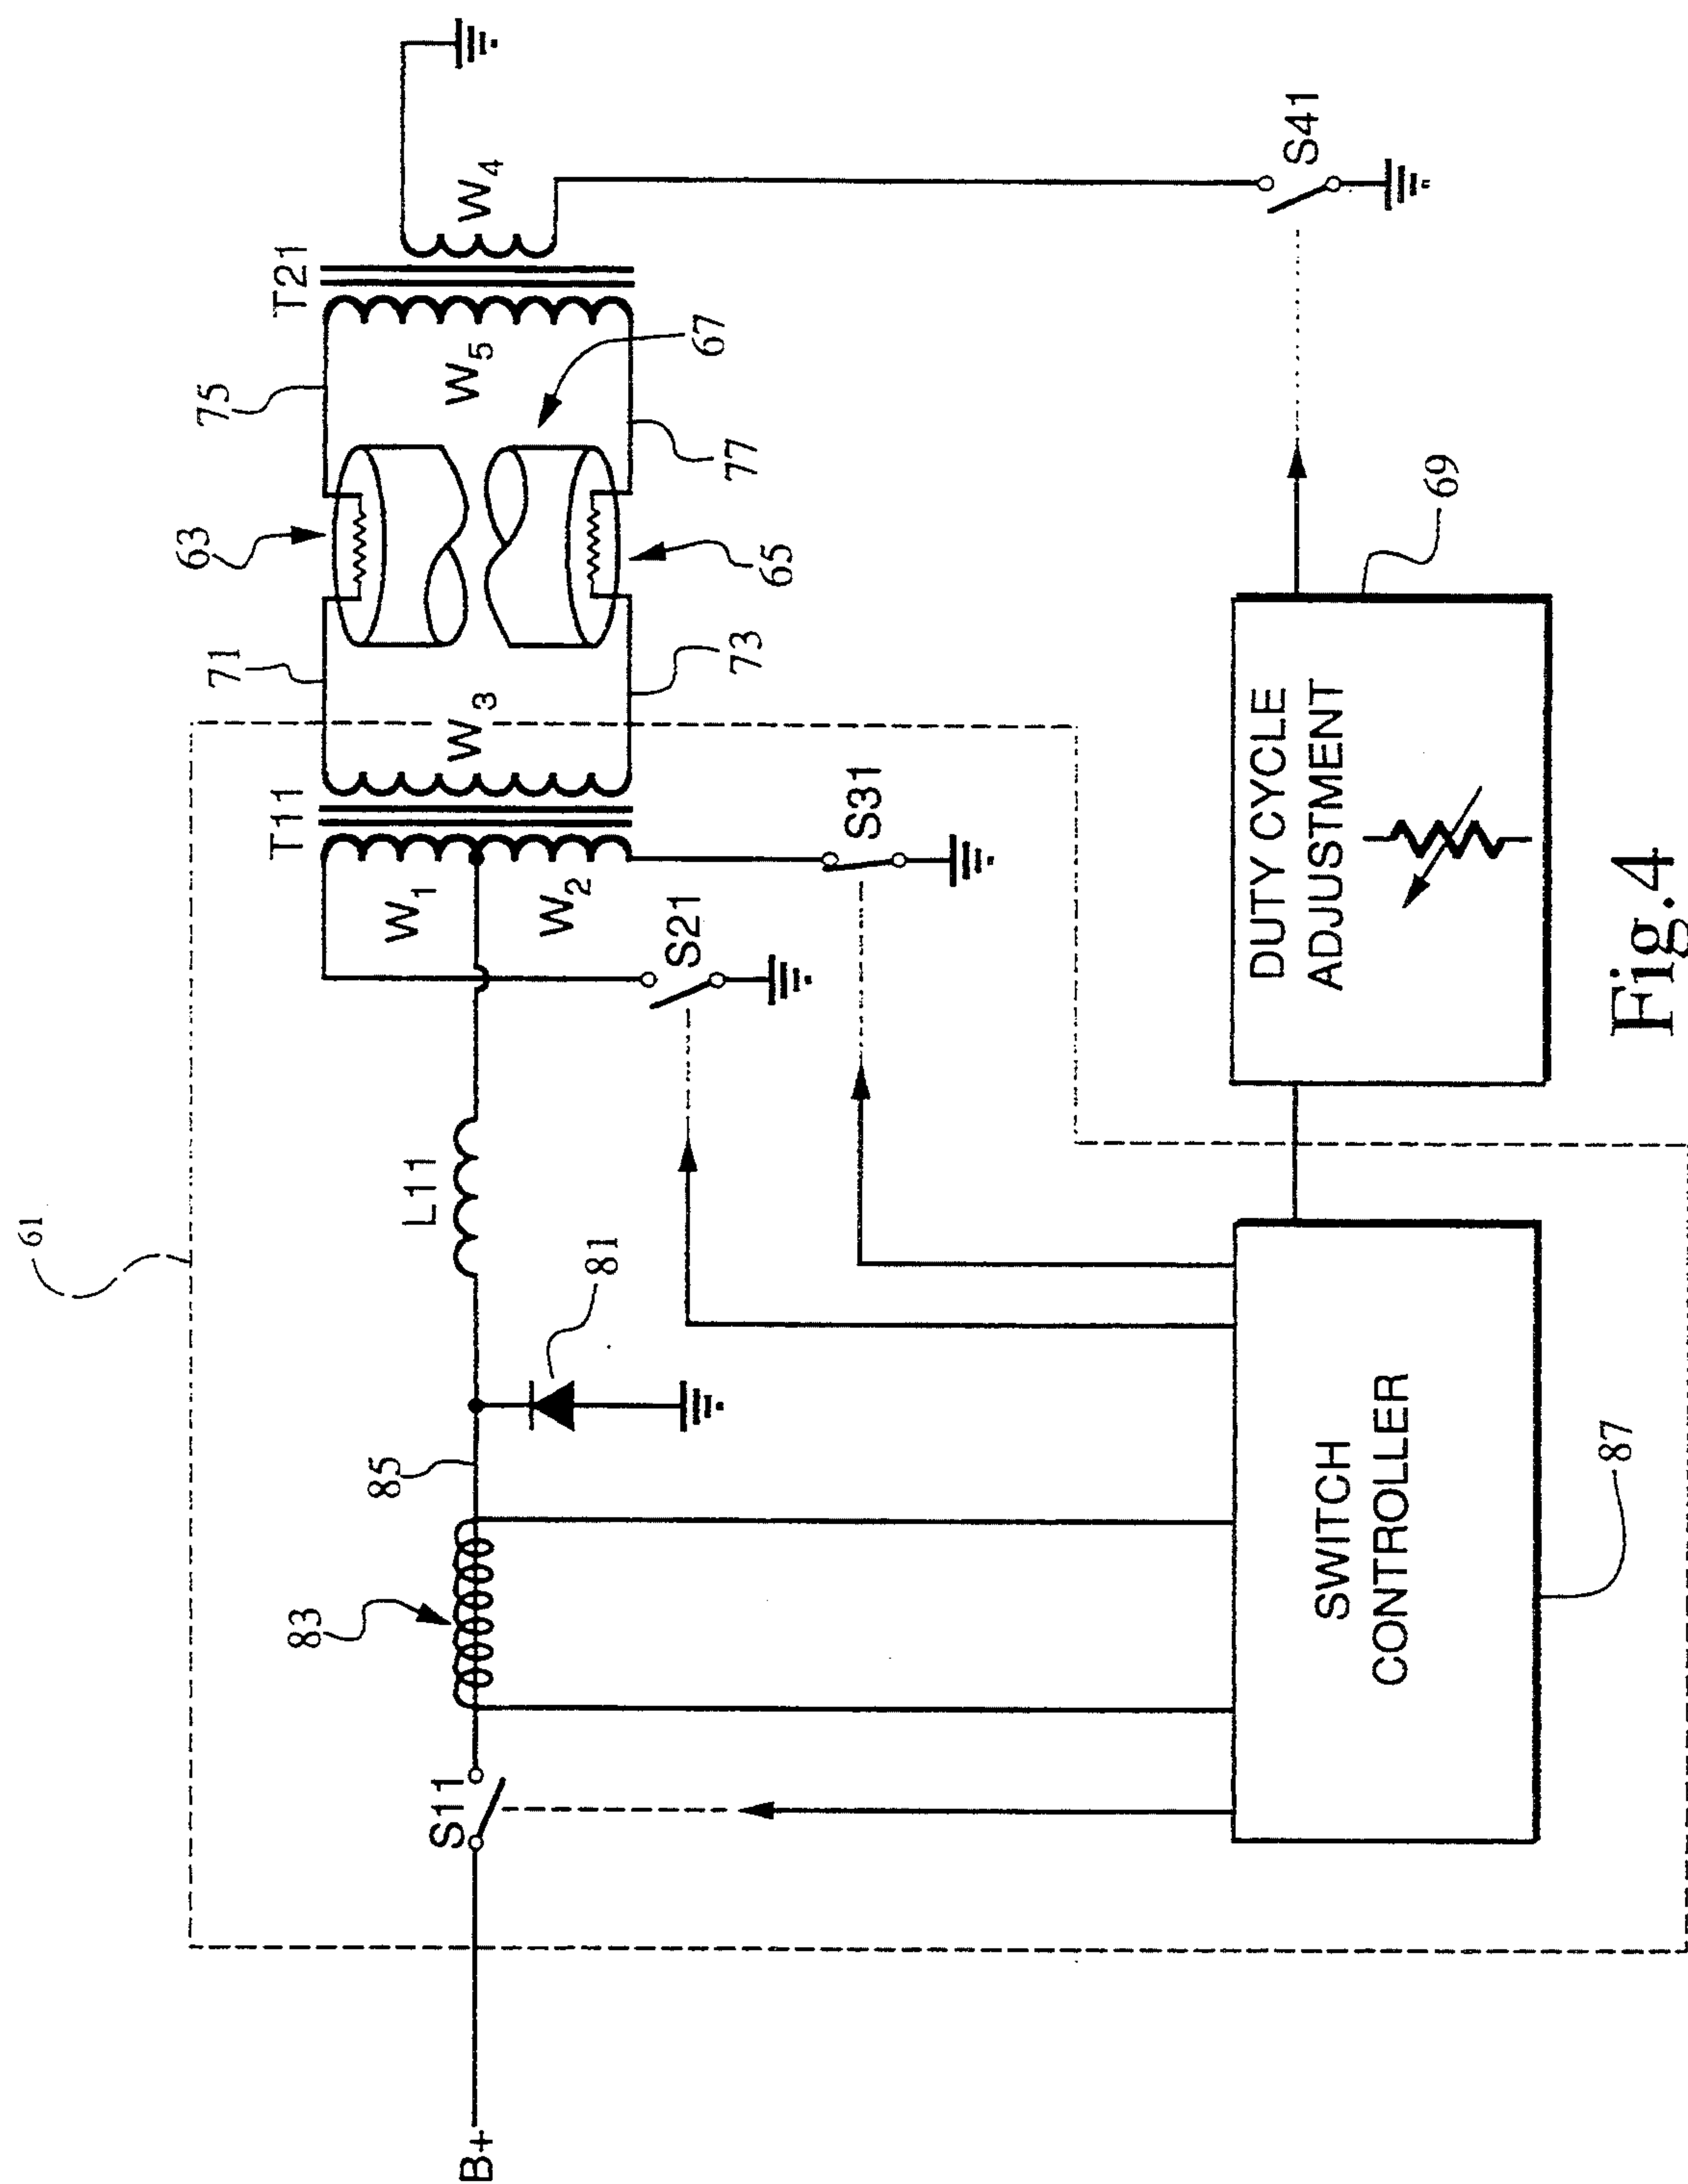 61
75
63
71
T21
W4
W5
67
77
65
73
W3
T11
W1
W2
S21
S31
S41
L11
81
85
83
S11
B+
SWITCH
CONTROLLER
87
DUTY CYCLE
ADJUSTMENT
69
Fig.4